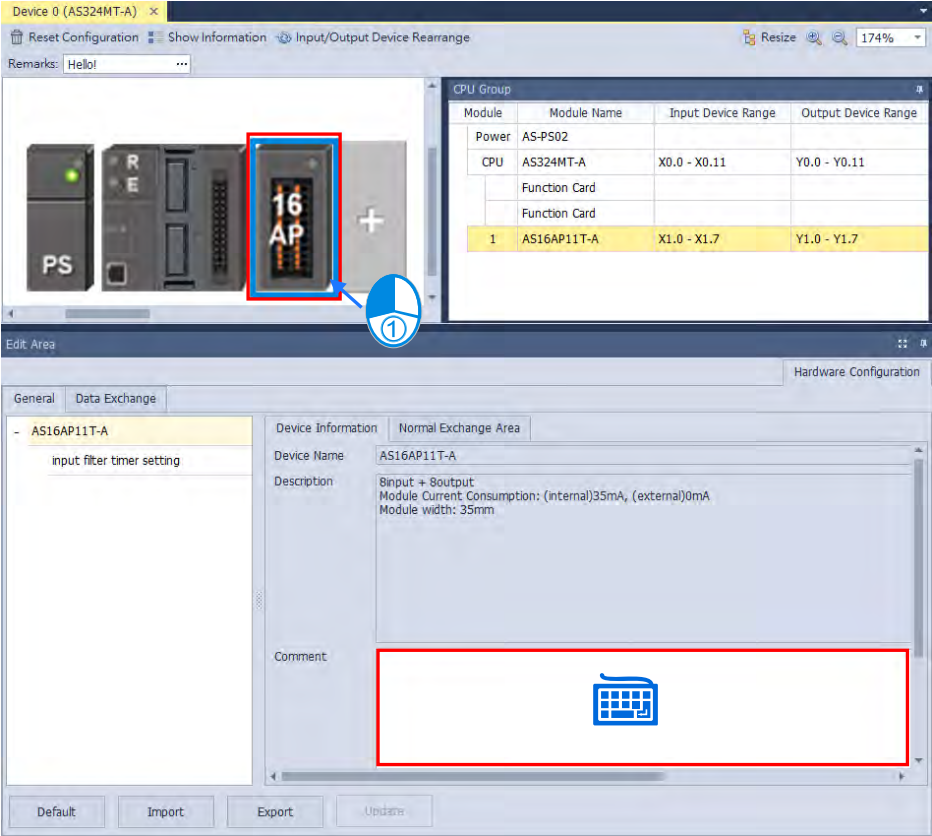 Device 0 (AS324MT-A) ×
Reset Configuration Show Information Input/Output Device Rearrange Resize 174%
Remarks: Hello! ...
PS
R
E
16
AP
+
①
CPU Group
Module Module Name Input Device Range Output Device Range
Power AS-PS02
CPU AS324MT-A X0.0 - X0.11 Y0.0 - Y0.11
Function Card
Function Card
1 AS16AP11T-A X1.0 - X1.7 Y1.0 - Y1.7
Edit Area
Hardware Configuration
General Data Exchange
- AS16AP11T-A
input filter timer setting
Device Information Normal Exchange Area
Device Name AS16AP11T-A
Description 8input + 8output
Module Current Consumption: (internal)35mA, (external)0mA
Module width: 35mm
Comment
Default Import Export Update